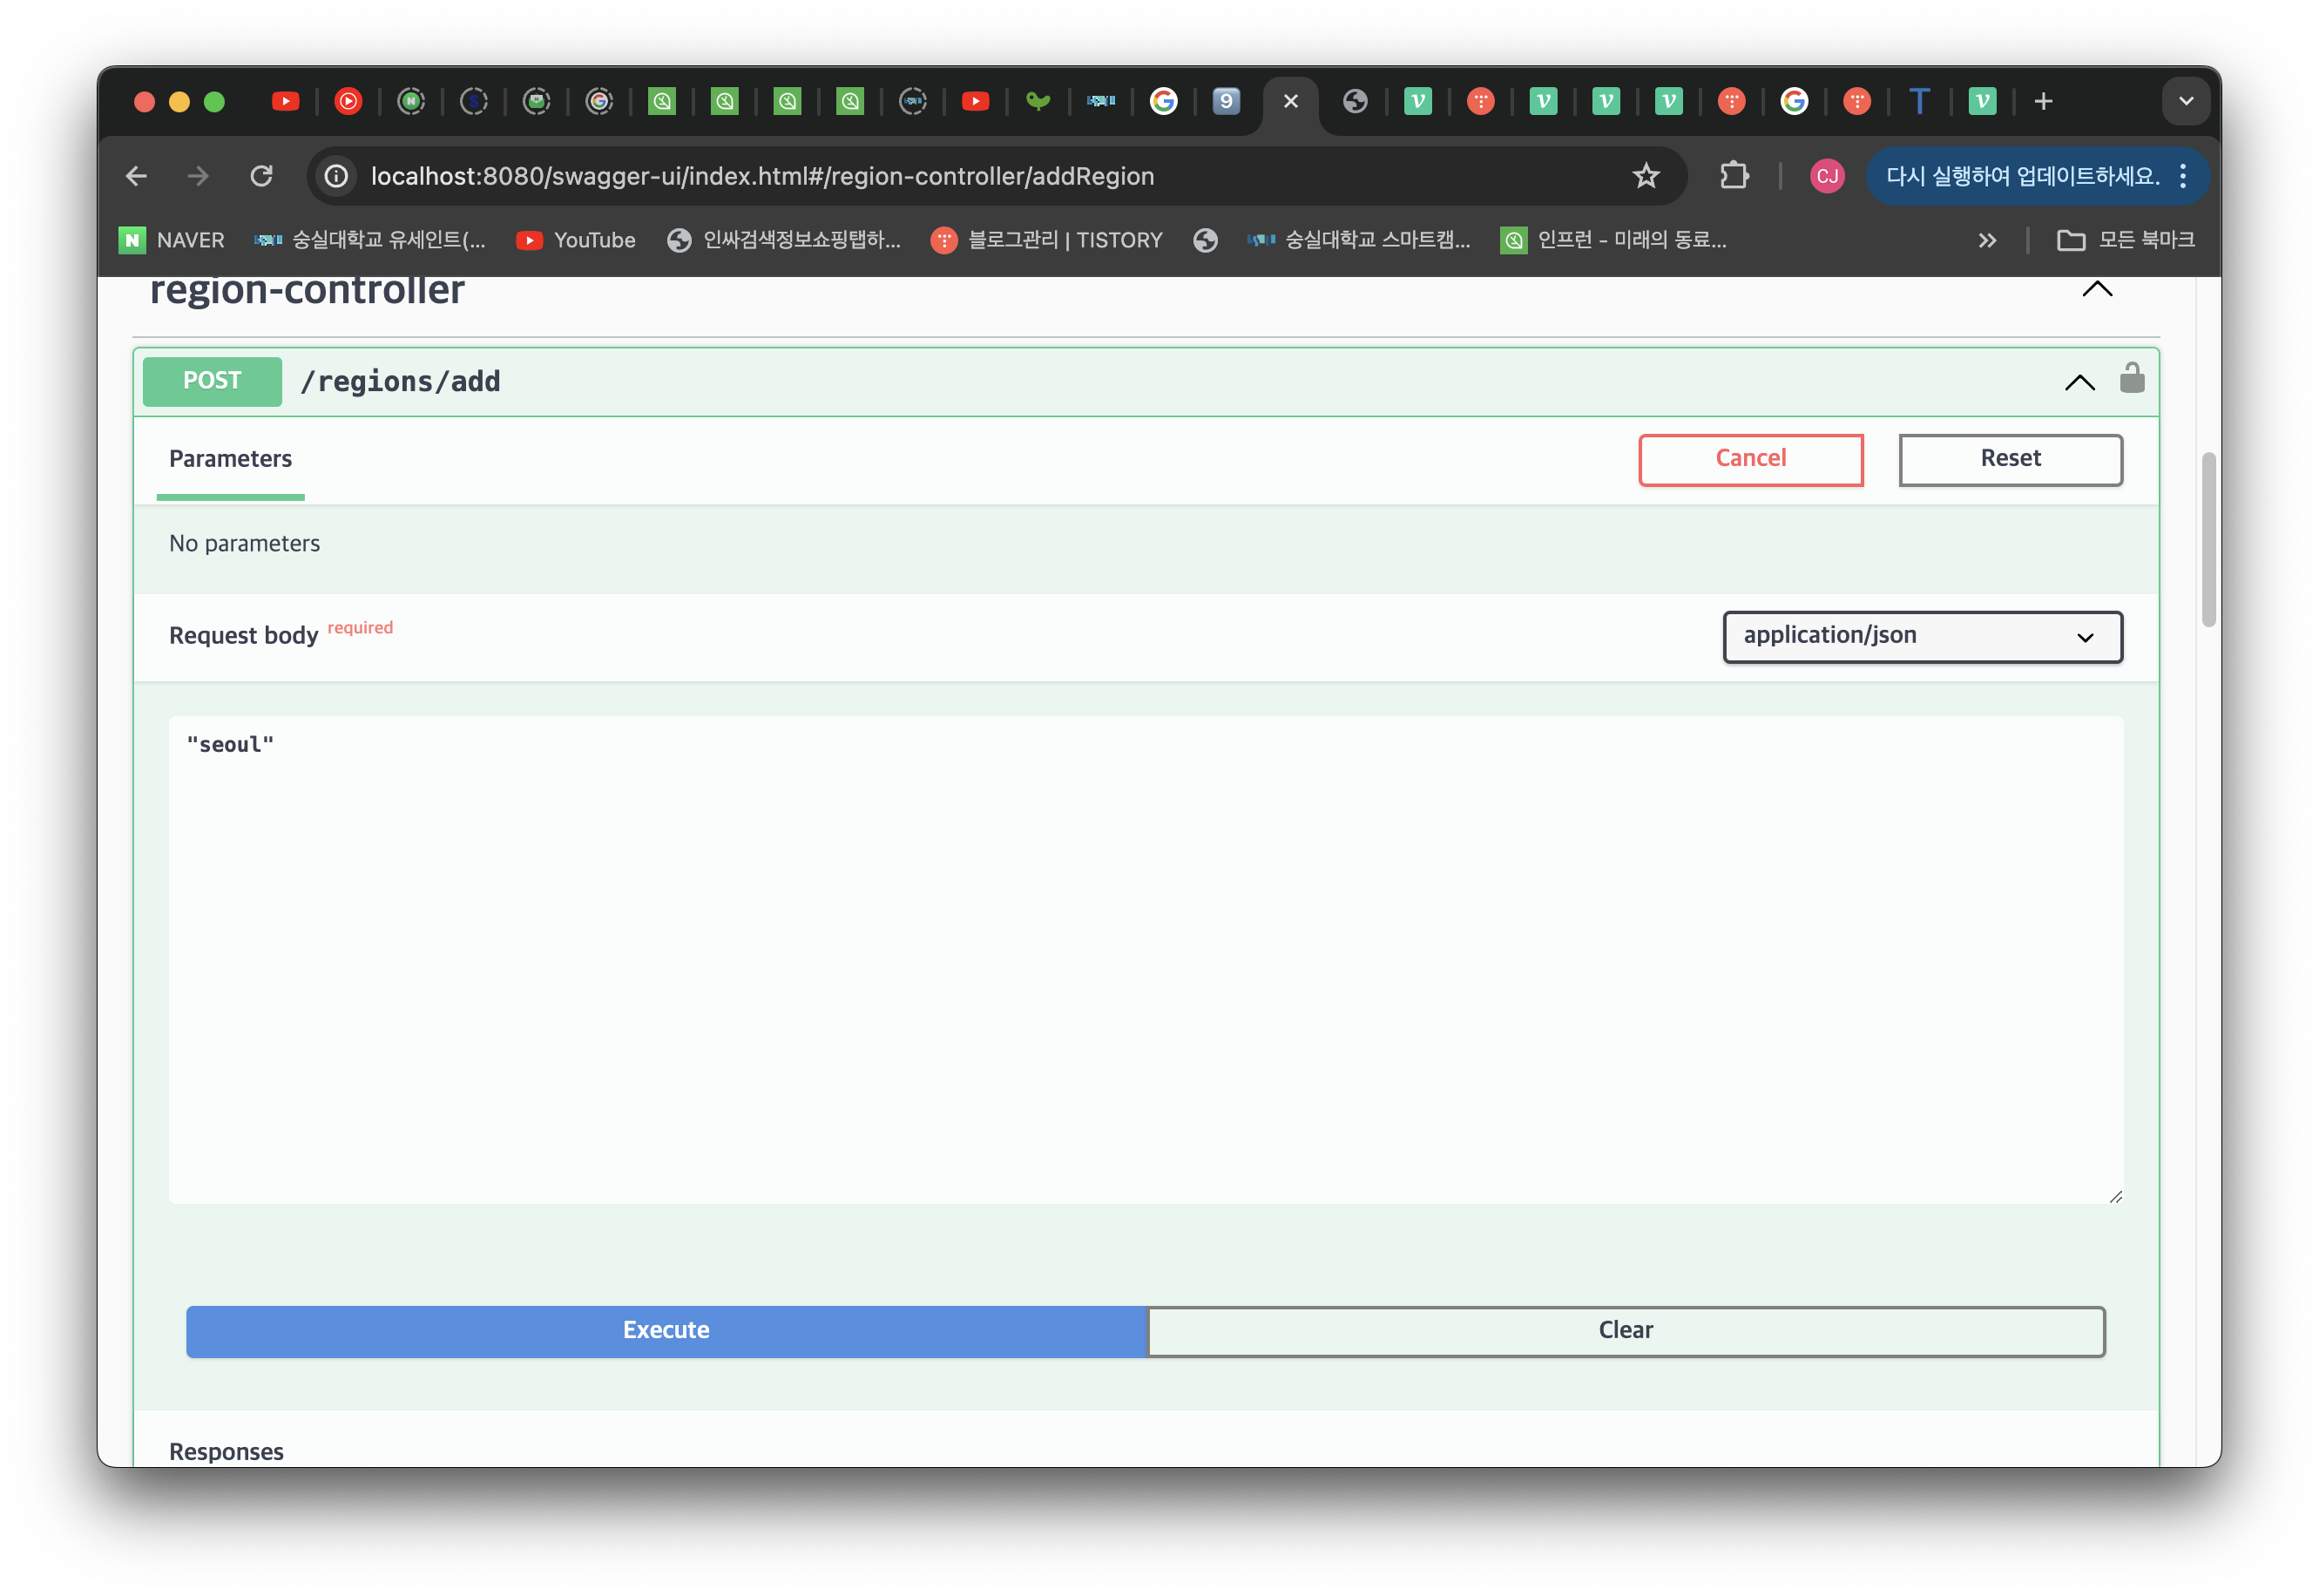 localhost:8080/swagger-ui/index.html#/region-controller/addRegion
CJ
다시 실행하여 업데이트하세요.
NAVER
숭실대학교 유세인트(...
YouTube
인싸검색정보쇼핑탭하...
블로그관리 | TISTORY
숭실대학교 스마트캠...
인프런 - 미래의 동료...
모든 북마크
region-controller
POST
/regions/add
Parameters
Cancel
Reset
No parameters
Request body required
application/json
"seoul"
Execute
Clear
Responses